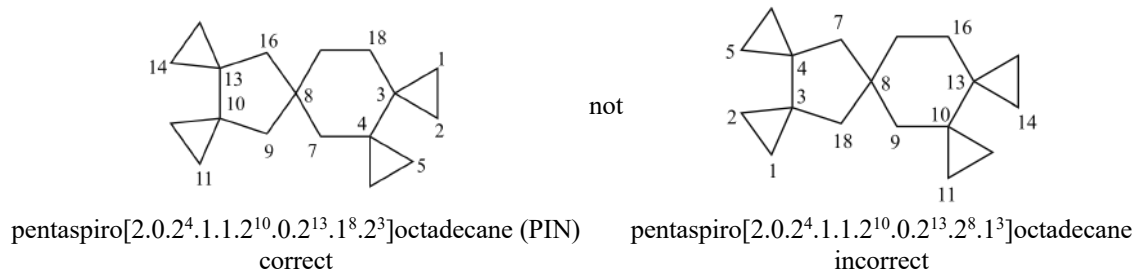 16 18
14 13 1
8 3
10
4 2
9 7 5
11
not
7 16
5 4
8 13
3
2 10 14
18 9
1 11
pentaspiro[2.0.2⁴.1.1.2¹⁰.0.2¹³.1⁸.2³]octadecane (PIN)
correct
pentaspiro[2.0.2⁴.1.1.2¹⁰.0.2¹³.2⁸.1³]octadecane
incorrect